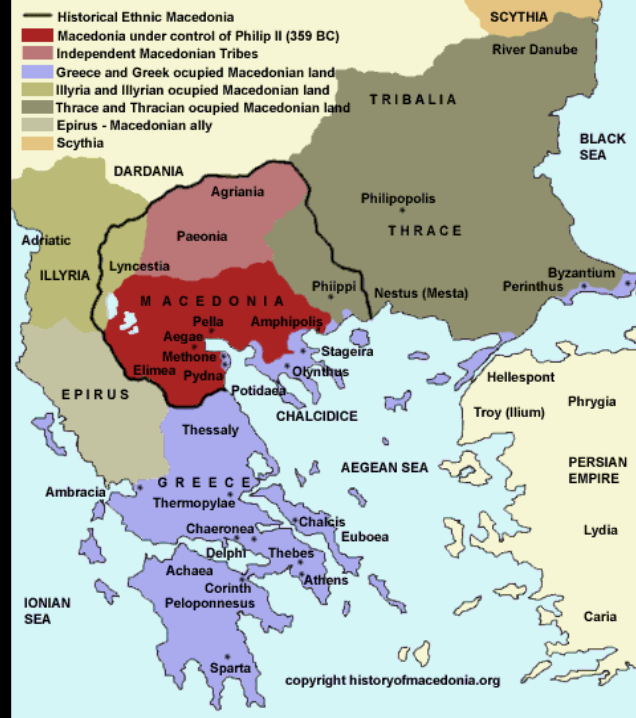 Historical Ethnic Macedonia
Macedonia under control of Philip II (359 BC)
Independent Macedonian Tribes
Greece and Greek ocupied Macedonian land
Illyria and Illyrian ocupied Macedonian land
Thrace and Thracian ocupied Macedonian land
Epirus - Macedonian ally
Scythia
SCYTHIA
River Danube
TRIBALIA
BLACK
SEA
DARDANIA
Agriania
Philipopolis
THRACE
Paeonia
Adriatic
Lyncestia
ILLYRIA
Byzantium
Perinthus
Phiippi
Nestus (Mesta)
MACEDONIA
Pella
Amphipolis
Aegae
Methone
Stageira
Elimea
Pydna
Olynthus
Potidaea
EPIRUS
CHALCIDICE
Hellespont
Troy (Ilium)
Phrygia
Thessaly
AEGEAN SEA
PERSIAN
EMPIRE
GREECE
Ambracia
Thermopylae
Chalcis
Chaeronea
Euboea
Lydia
Delphi
Thebes
Achaea
Athens
Corinth
Peloponnesus
IONIAN
SEA
Caria
Sparta
copyright historyofmacedonia.org